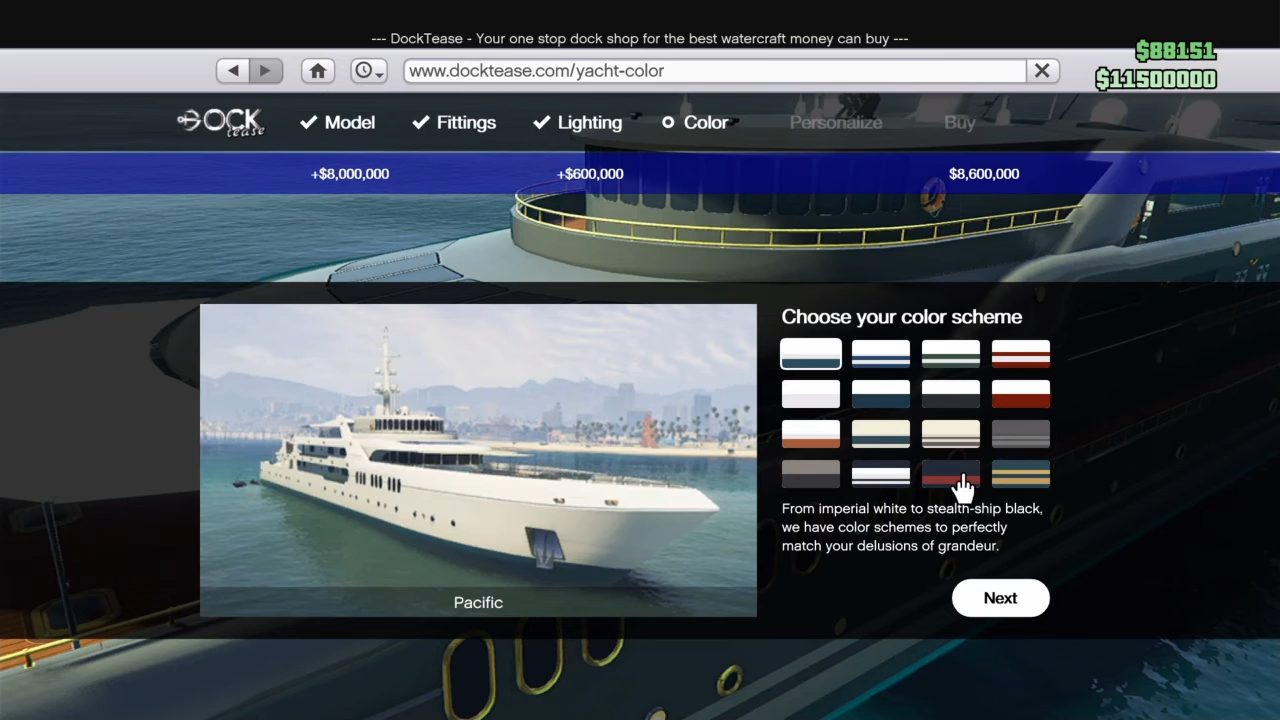 --- DockTease - Your one stop dock shop for the best watercraft money can buy ---
$88151
www.docktease.com/yacht-color
$11500000
DOCK tease
Model
Fittings
Lighting
Color
Personalize
Buy
+$8,000,000
+$600,000
$8,600,000
Choose your color scheme
From imperial white to stealth-ship black,
we have color schemes to perfectly
match your delusions of grandeur.
Pacific
Next